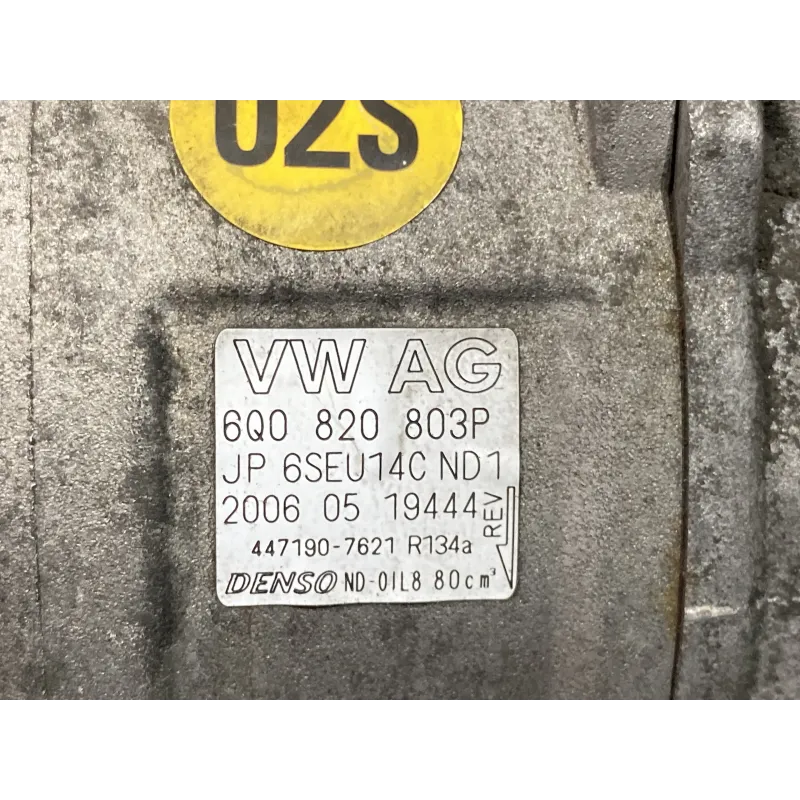 02S
VW AG
6Q0 820 803P
JP 6SEU14C ND1
2006 05 19444
REV
447190-7621 R134a
DENSO ND-OIL8 80cm³